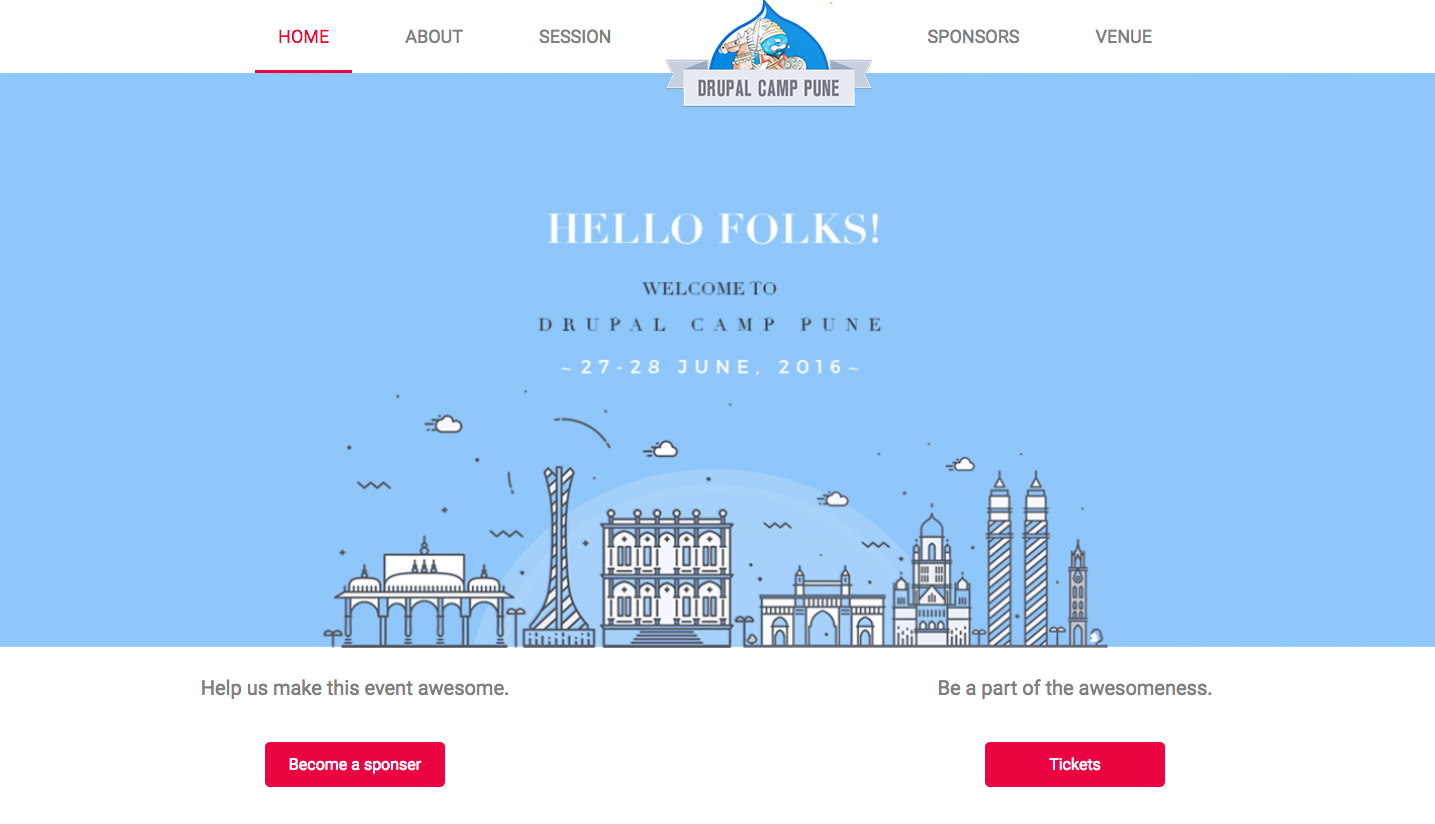 HOME ABOUT SESSION SPONSORS VENUE
DRUPAL CAMP PUNE
HELLO FOLKS!
WELCOME TO
DRUPAL CAMP PUNE
~27-28 JUNE, 2016~
Help us make this event awesome.
Be a part of the awesomeness.
Become a sponser
Tickets